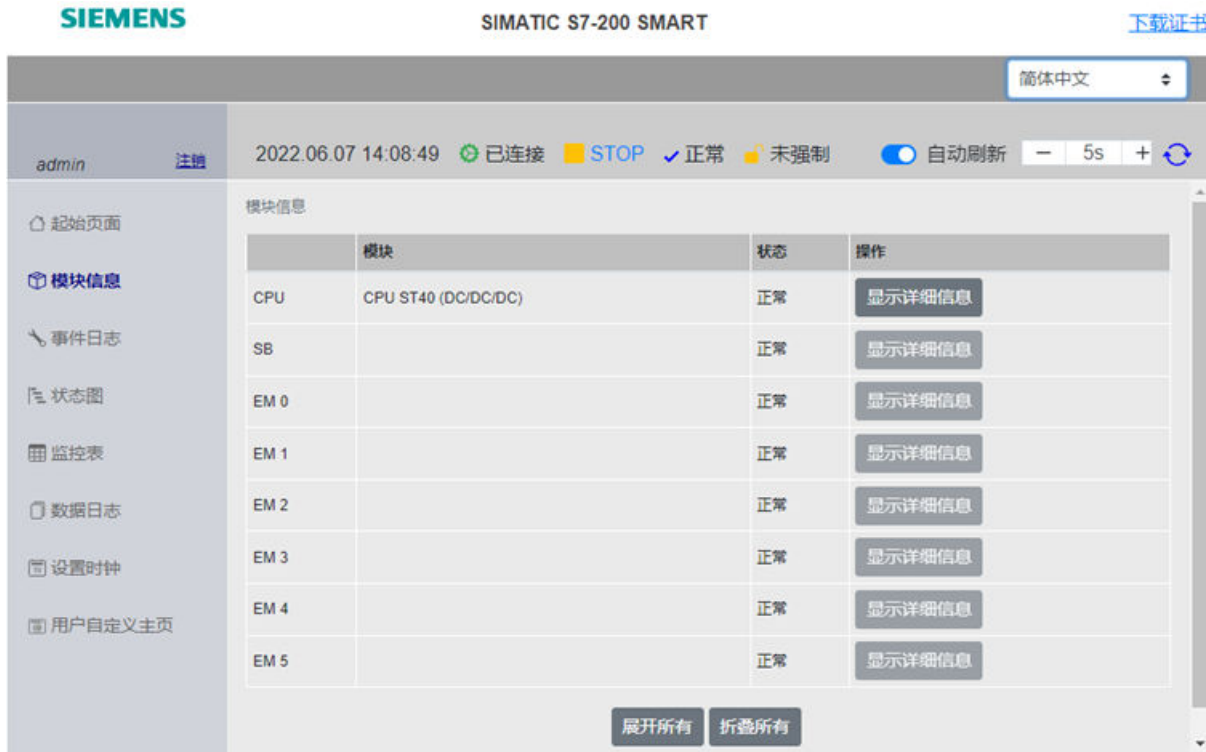 SIEMENS
SIMATIC S7-200 SMART
下载证书
简体中文
admin 注销
2022.06.07 14:08:49 已连接 STOP 正常 未强制 自动刷新 − 5s +
起始页面
模块信息
事件日志
状态图
监控表
数据日志
设置时钟
用户自定义主页
模块信息
模块 状态 操作
CPU CPU ST40 (DC/DC/DC) 正常 显示详细信息
SB 正常 显示详细信息
EM 0 正常 显示详细信息
EM 1 正常 显示详细信息
EM 2 正常 显示详细信息
EM 3 正常 显示详细信息
EM 4 正常 显示详细信息
EM 5 正常 显示详细信息
展开所有 折叠所有